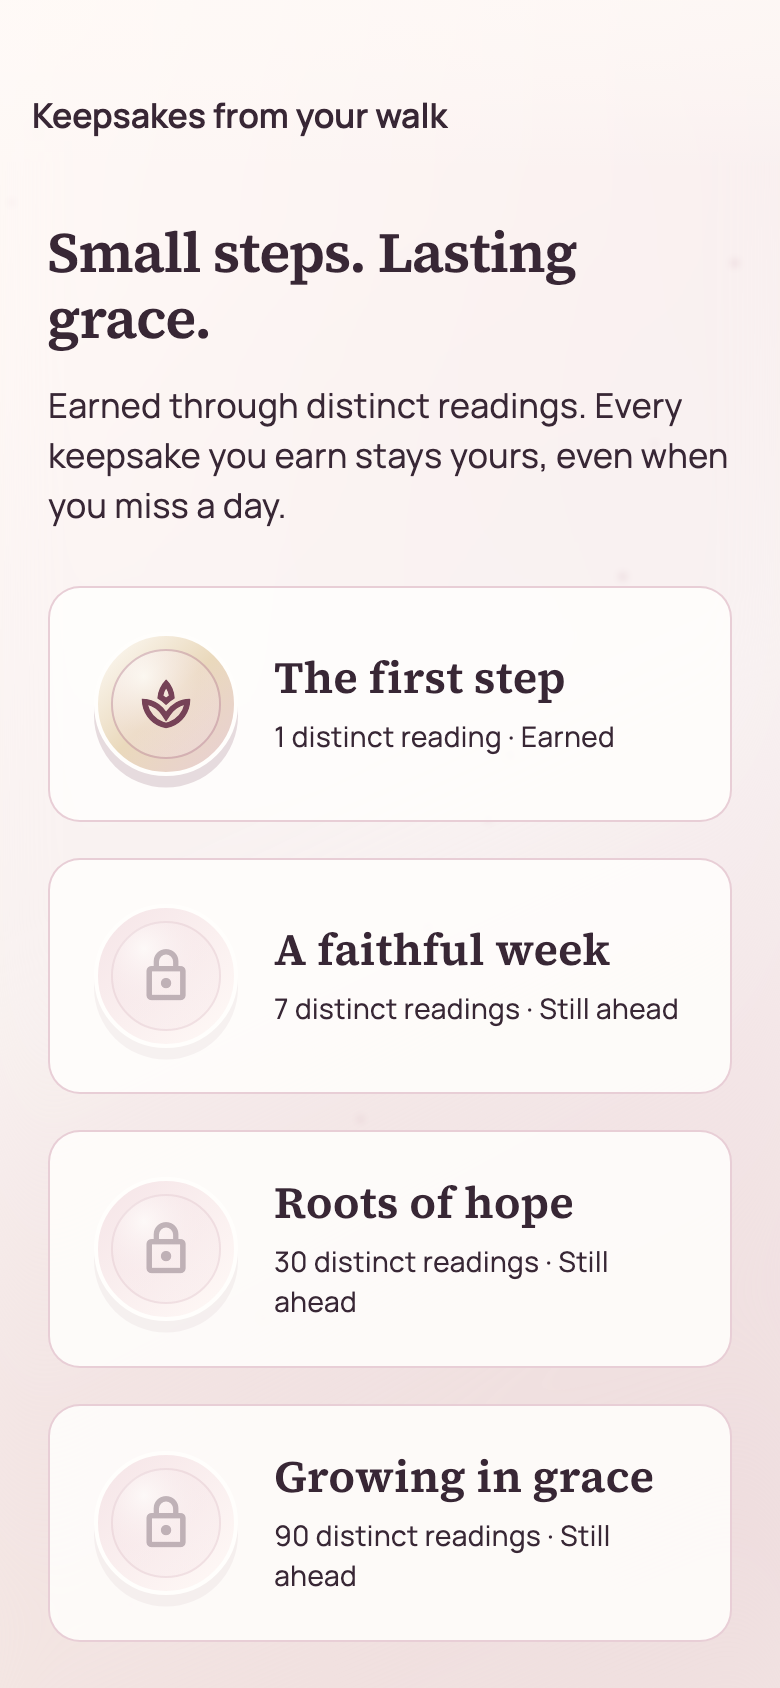 Keepsakes from your walk
Small steps. Lasting
grace.
Earned through distinct readings. Every
keepsake you earn stays yours, even when
you miss a day.
The first step
1 distinct reading · Earned
A faithful week
7 distinct readings · Still ahead
Roots of hope
30 distinct readings · Still
ahead
Growing in grace
90 distinct readings · Still
ahead